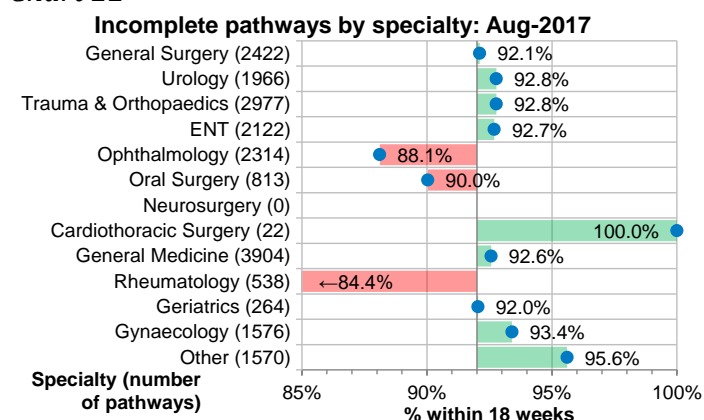 Incomplete pathways by specialty: Aug-2017
General Surgery (2422) 92.1%
Urology (1966) 92.8%
Trauma & Orthopaedics (2977) 92.8%
ENT (2122) 92.7%
Ophthalmology (2314) 88.1%
Oral Surgery (813) 90.0%
Neurosurgery (0)
Cardiothoracic Surgery (22) 100.0%
General Medicine (3904) 92.6%
Rheumatology (538) ←84.4%
Geriatrics (264) 92.0%
Gynaecology (1576) 93.4%
Other (1570) 95.6%
Specialty (number
of pathways)
85% 90% 95% 100%
% within 18 weeks